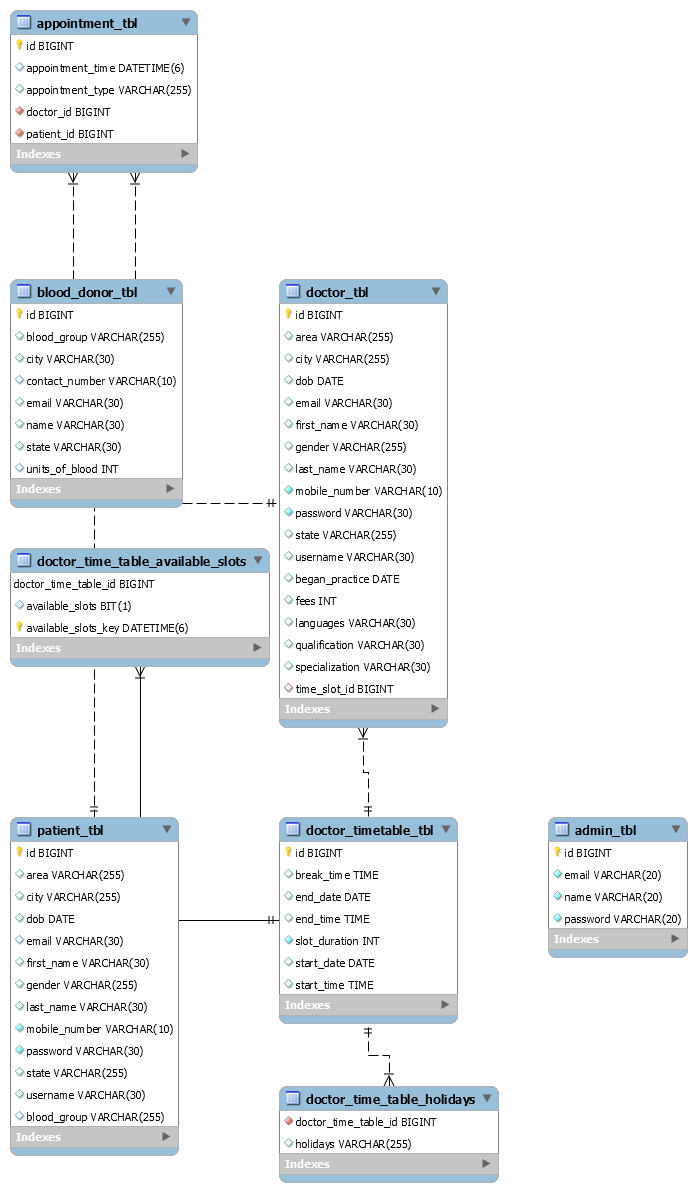 appointment_tbl
id BIGINT
appointment_time DATETIME(6)
appointment_type VARCHAR(255)
doctor_id BIGINT
patient_id BIGINT
Indexes
blood_donor_tbl
id BIGINT
blood_group VARCHAR(255)
city VARCHAR(30)
contact_number VARCHAR(10)
email VARCHAR(30)
name VARCHAR(30)
state VARCHAR(30)
units_of_blood INT
Indexes
doctor_tbl
id BIGINT
area VARCHAR(255)
city VARCHAR(255)
dob DATE
email VARCHAR(30)
first_name VARCHAR(30)
gender VARCHAR(255)
last_name VARCHAR(30)
mobile_number VARCHAR(10)
password VARCHAR(30)
state VARCHAR(255)
username VARCHAR(30)
began_practice DATE
fees INT
languages VARCHAR(30)
qualification VARCHAR(30)
specialization VARCHAR(30)
time_slot_id BIGINT
Indexes
doctor_time_table_available_slots
doctor_time_table_id BIGINT
available_slots BIT(1)
available_slots_key DATETIME(6)
Indexes
patient_tbl
id BIGINT
area VARCHAR(255)
city VARCHAR(255)
dob DATE
email VARCHAR(30)
first_name VARCHAR(30)
gender VARCHAR(255)
last_name VARCHAR(30)
mobile_number VARCHAR(10)
password VARCHAR(30)
state VARCHAR(255)
username VARCHAR(30)
blood_group VARCHAR(255)
Indexes
doctor_timetable_tbl
id BIGINT
break_time TIME
end_date DATE
end_time TIME
slot_duration INT
start_date DATE
start_time TIME
Indexes
admin_tbl
id BIGINT
email VARCHAR(20)
name VARCHAR(20)
password VARCHAR(20)
Indexes
doctor_time_table_holidays
doctor_time_table_id BIGINT
holidays VARCHAR(255)
Indexes